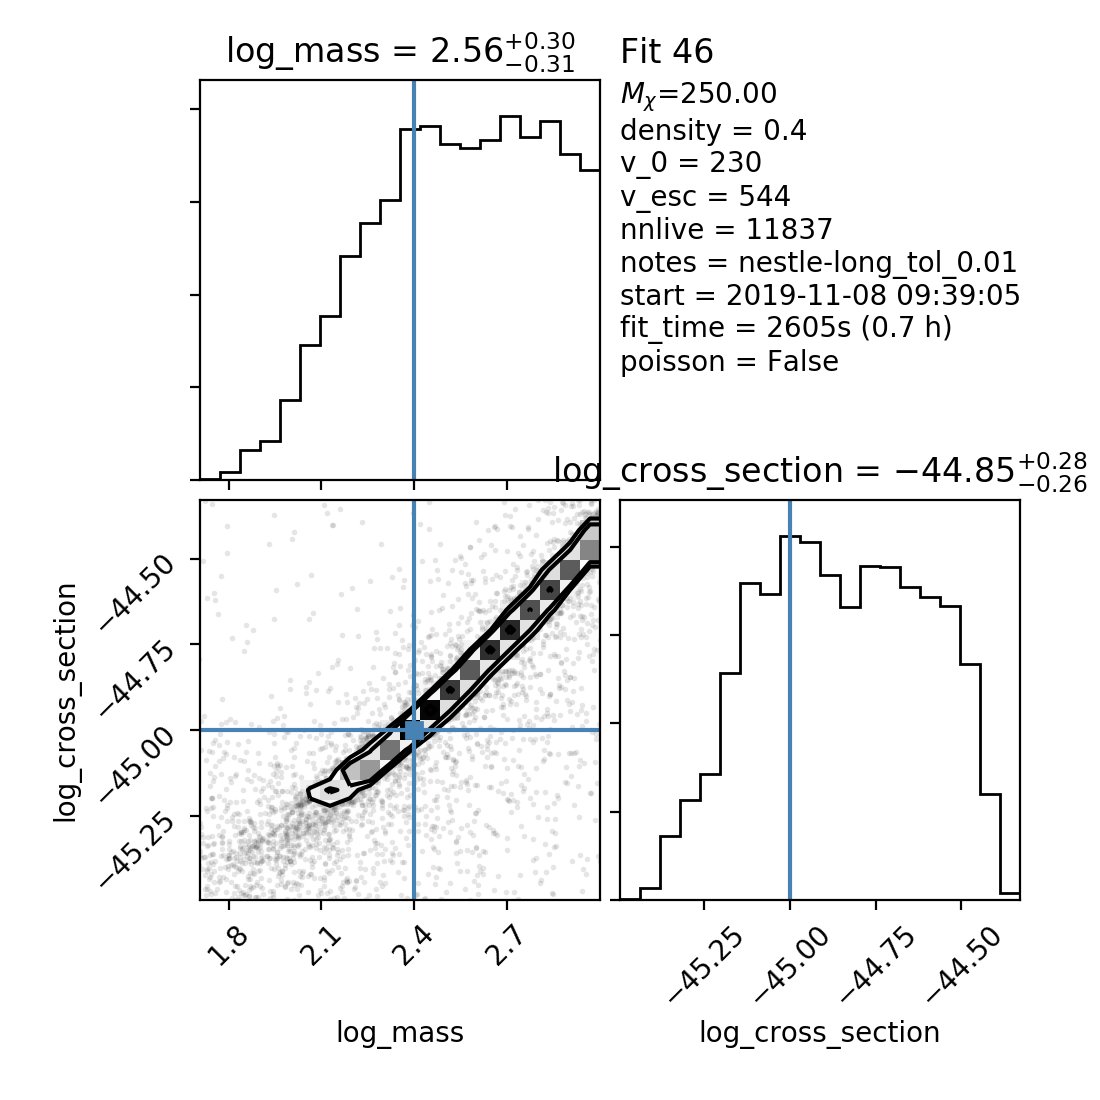 log_mass = 2.56+0.30 −0.31
Fit 46
Mχ=250.00
density = 0.4
v_0 = 230
v_esc = 544
nnlive = 11837
notes = nestle-long_tol_0.01
start = 2019-11-08 09:39:05
fit_time = 2605s (0.7 h)
poisson = False
log_cross_section = −44.85+0.28 −0.26
log_cross_section
−44.50
−44.75
−45.00
−45.25
1.8
2.1
2.4
2.7
log_mass
−45.25
−45.00
−44.75
−44.50
log_cross_section